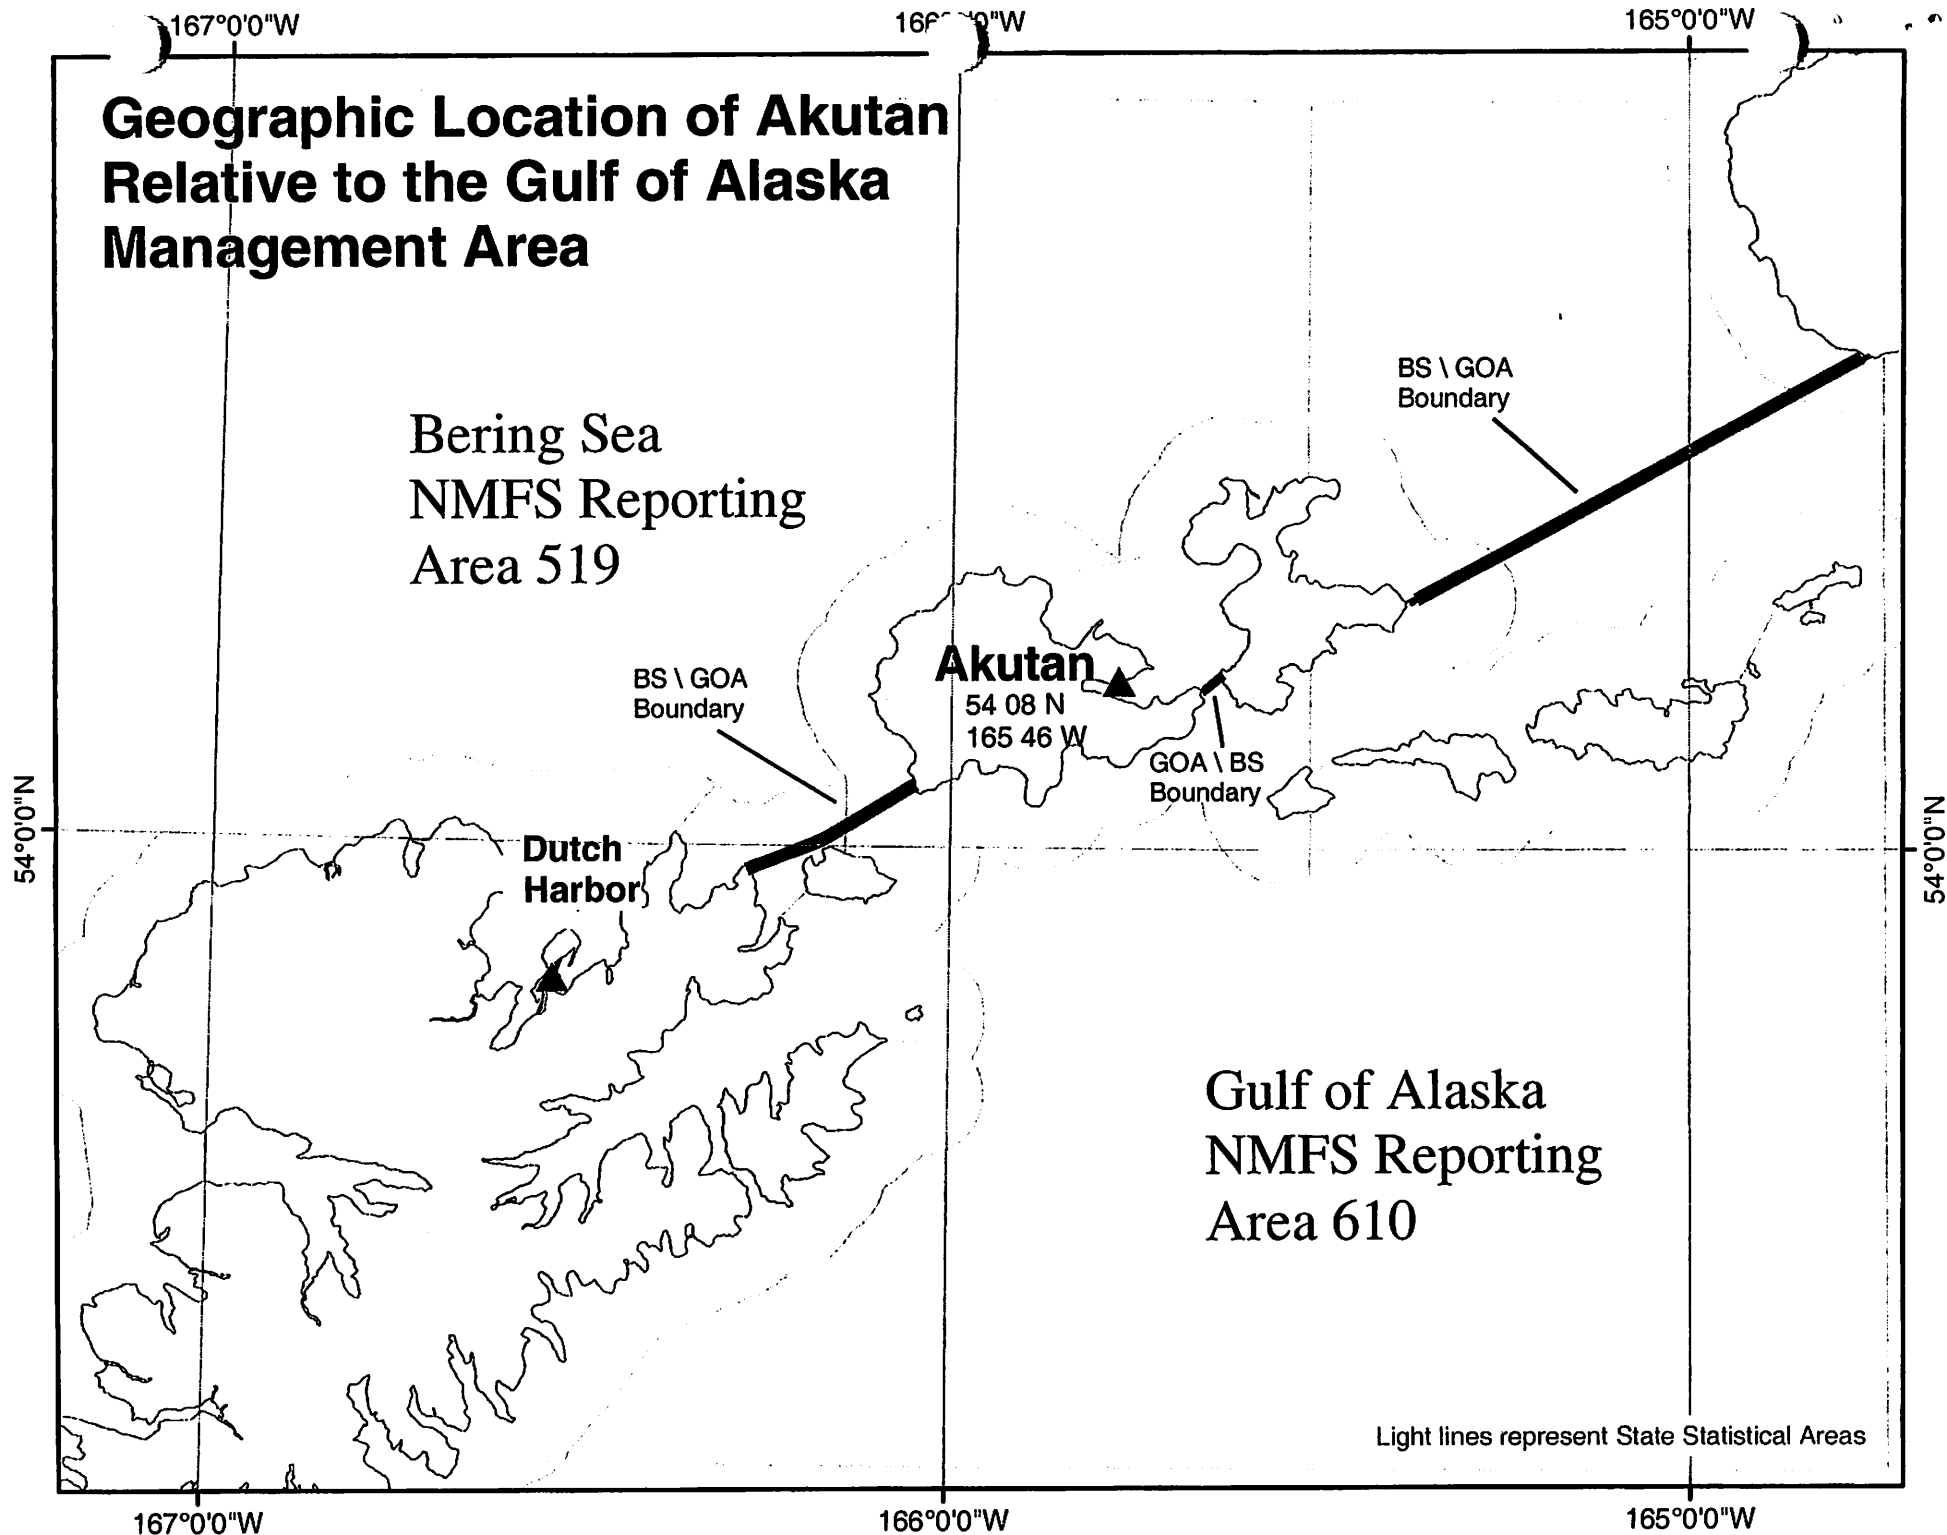 167°0'0"W
0"W
165°0'0"W
Geographic Location of Akutan
Relative to the Gulf of Alaska
Management Area
BS \ GOA
Boundary
Bering Sea
NMFS Reporting
Area 519
BS \ GOA
Boundary
Akutan
54 08 N
165 46 W
GOA \ BS
Boundary
54°0'0"N
54°0'0"N
Dutch
Harbor
Gulf of Alaska
NMFS Reporting
Area 610
Light lines represent State Statistical Areas
167°0'0"W
166°0'0"W
165°0'0"W